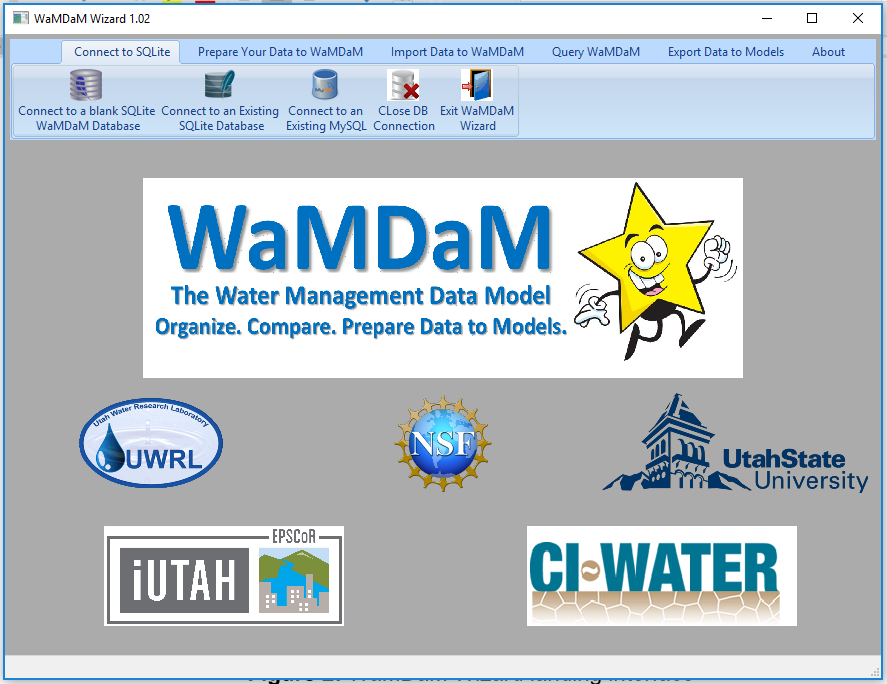 WaMDaM Wizard 1.02
Connect to SQLite Prepare Your Data to WaMDaM Import Data to WaMDaM Query WaMDaM Export Data to Models About
Connect to a blank SQLite Connect to an Existing Connect to an CLose DB Exit WaMDaM
WaMDaM Database SQLite Database Existing MySQL Connection Wizard
WaMDaM
The Water Management Data Model
Organize. Compare. Prepare Data to Models.
Utah Water Research Laboratory
UWRL
NSF
UtahState
University
EPSCoR
iUTAH
CI-WATER